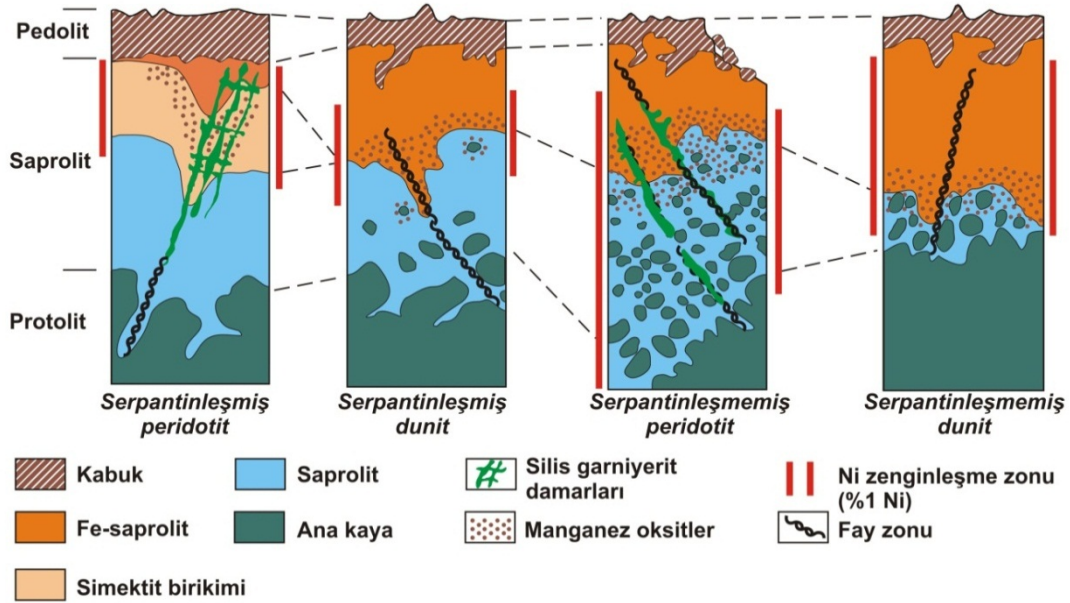 Pedolit
Saprolit
Protolit
Serpantinleşmiş
peridotit
Serpantinleşmiş
dunit
Serpantinleşmemiş
peridotit
Serpantinleşmemiş
dunit
Kabuk
Saprolit
Silis garniyerit
damarları
Ni zenginleşme zonu
(%1 Ni)
Fe-saprolit
Ana kaya
Manganez oksitler
Fay zonu
Simektit birikimi